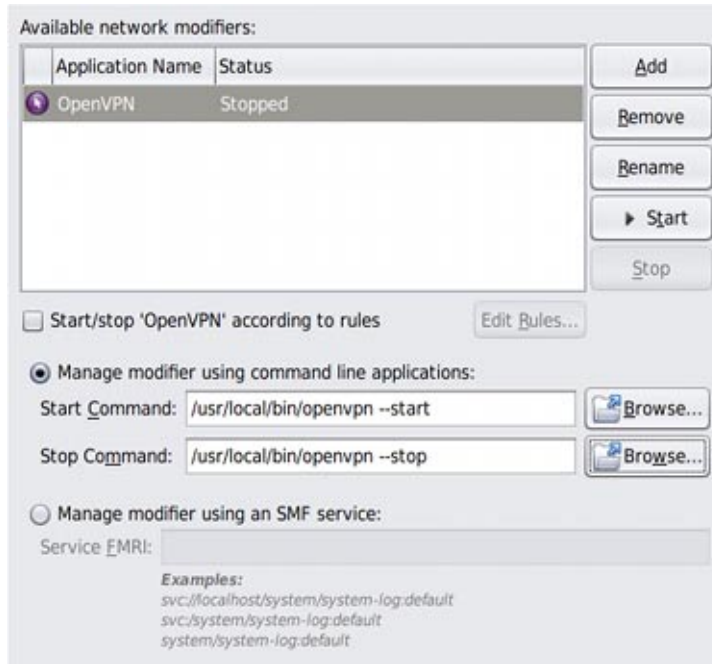 Available network modifiers:
Application Name Status
OpenVPN Stopped
Add
Remove
Rename
Start
Stop
Start/stop 'OpenVPN' according to rules Edit Rules...
Manage modifier using command line applications:
Start Command: /usr/local/bin/openvpn --start Browse...
Stop Command: /usr/local/bin/openvpn --stop Browse...
Manage modifier using an SMF service:
Service FMRI:
Examples:
svc://localhost/system/system-log:default
svc:/system/system-log:default
system/system-log:default